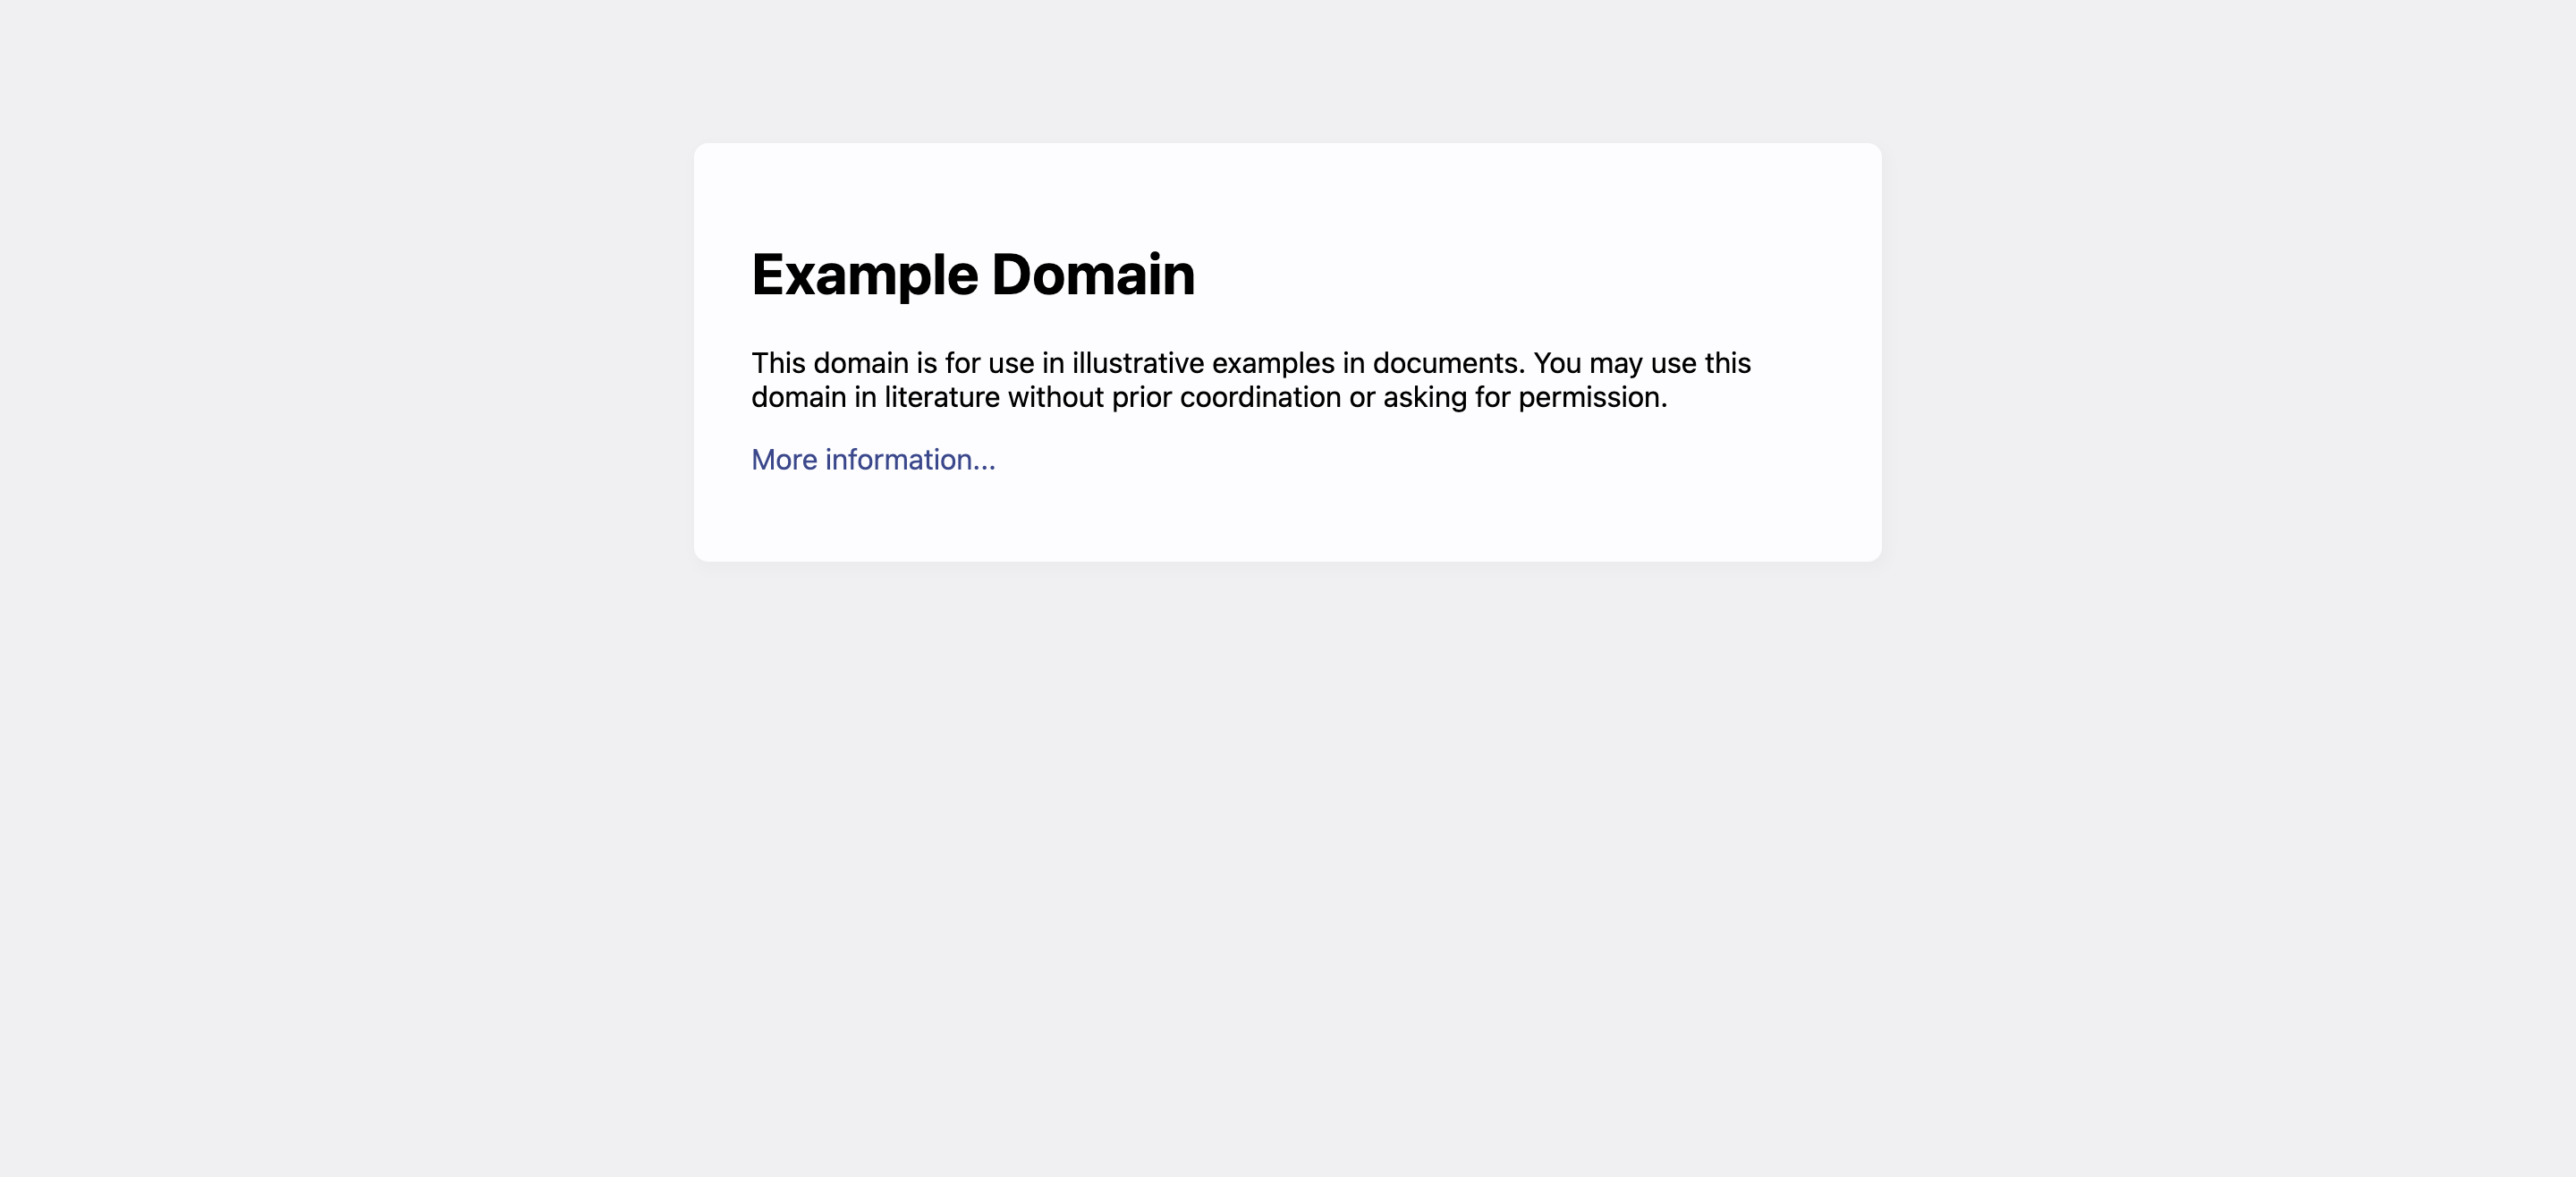 Example Domain
This domain is for use in illustrative examples in documents. You may use this
domain in literature without prior coordination or asking for permission.
More information...